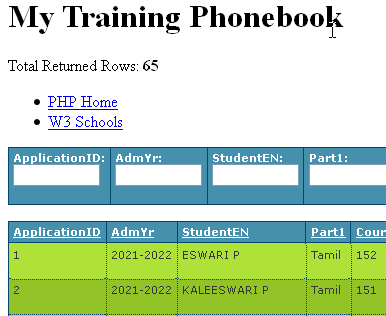 My Training Phonebook
Total Returned Rows: 65
PHP Home
W3 Schools
ApplicationID: AdmYr: StudentEN: Part1:
ApplicationID AdmYr StudentEN Part1 Cour
1 2021-2022 ESWARI P Tamil 152
2 2021-2022 KALEESWARI P Tamil 151